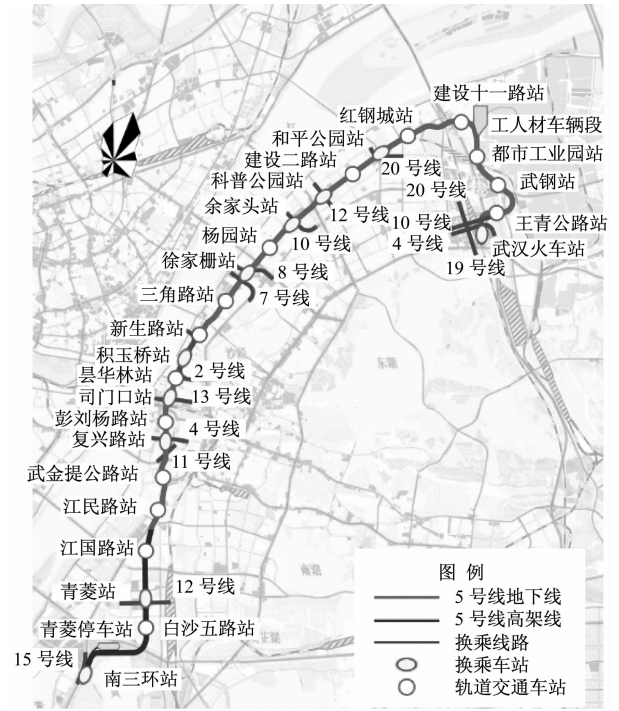 建设十一路站
红钢城站
工人材车辆段
和平公园站
都市工业园站
建设二路站
20 号线
科普公园站
20 号线
武钢站
余家头站
12 号线
10 号线
王青公路站
杨园站
10 号线
4 号线
武汉火车站
徐家栅站
8 号线
19 号线
三角路站
7 号线
新生路站
积玉桥站
昙华林站
2 号线
司门口站
13 号线
东湖
彭刘杨路站
4 号线
复兴路站
11 号线
武金提公路站
江民路站
江国路站
南湖
青菱站
12 号线
青菱停车站
白沙五路站
15 号线
南三环站
图 例
5 号线地下线
5 号线高架线
换乘线路
换乘车站
轨道交通车站